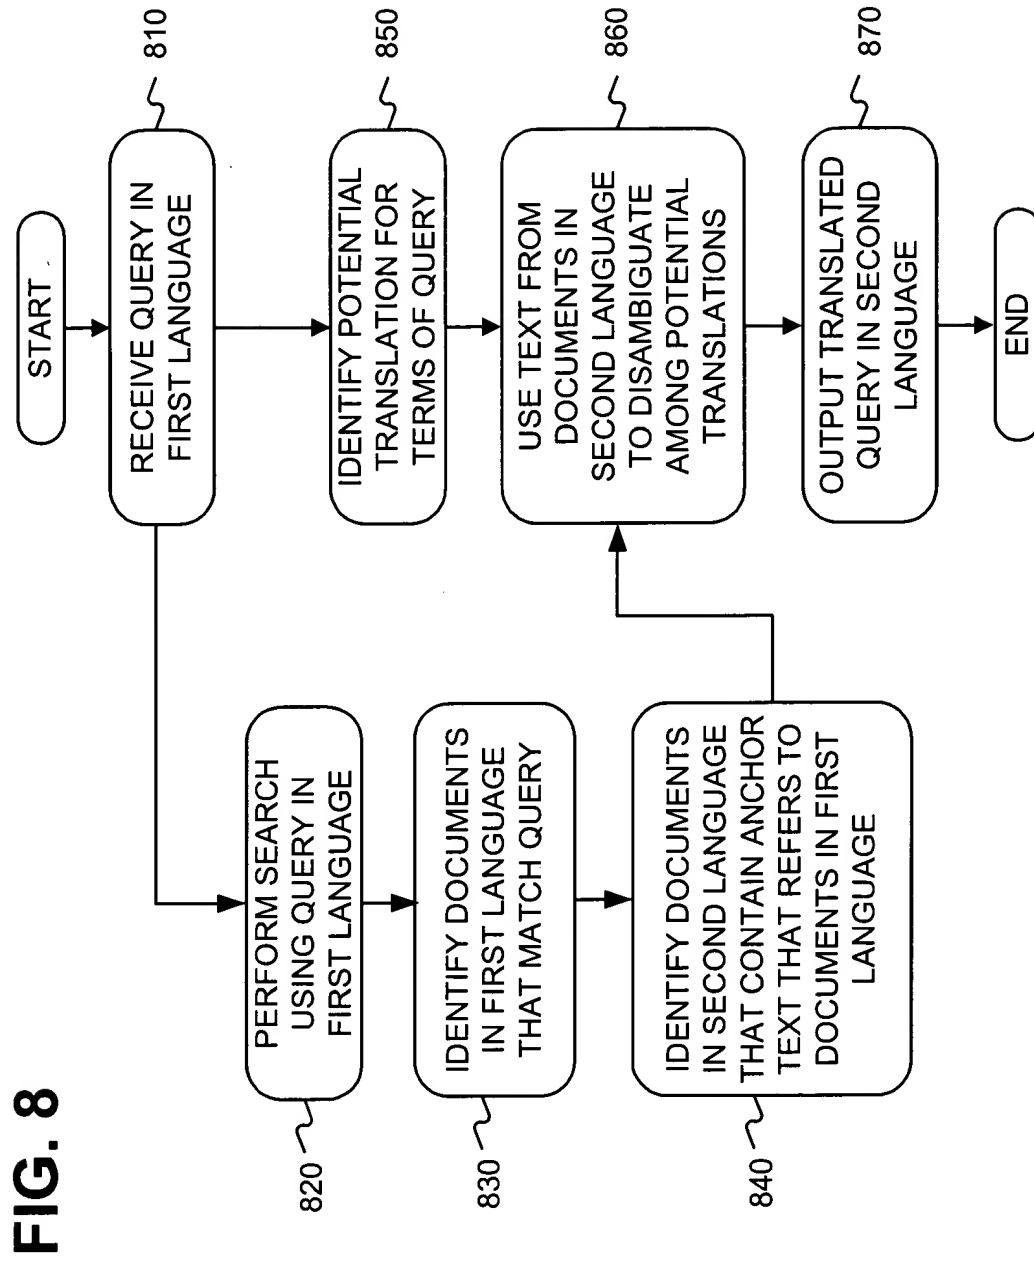 FIG. 8
START
RECEIVE QUERY IN
FIRST LANGUAGE
810
PERFORM SEARCH
USING QUERY IN
FIRST LANGUAGE
820
IDENTIFY DOCUMENTS
IN FIRST LANGUAGE
THAT MATCH QUERY
830
IDENTIFY DOCUMENTS
IN SECOND LANGUAGE
THAT CONTAIN ANCHOR
TEXT THAT REFERS TO
DOCUMENTS IN FIRST
LANGUAGE
840
IDENTIFY POTENTIAL
TRANSLATION FOR
TERMS OF QUERY
850
USE TEXT FROM
DOCUMENTS IN
SECOND LANGUAGE
TO DISAMBIGUATE
AMONG POTENTIAL
TRANSLATIONS
860
OUTPUT TRANSLATED
QUERY IN SECOND
LANGUAGE
870
END